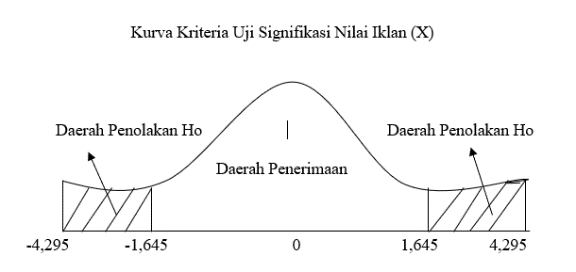 Kurva Kriteria Uji Signifikasi Nilai Iklan (X)
Daerah Penolakan Ho
Daerah Penolakan Ho
Daerah Penerimaan
-4,295
-1,645
0
1,645
4,295